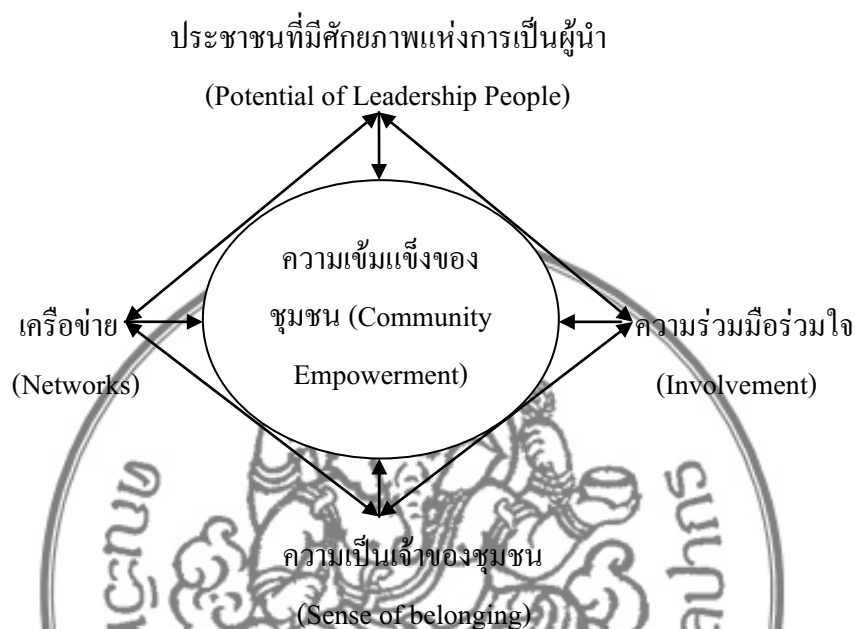 ประชาชนที่มีศักยภาพแห่งการเป็นผู้นำ
(Potential of Leadership People)
ความเข้มแข็งของ
ชุมชน (Community
Empowerment)
เครือข่าย
(Networks)
ความร่วมมือร่วมใจ
(Involvement)
ความเป็นเจ้าของชุมชน
(Sense of belonging)